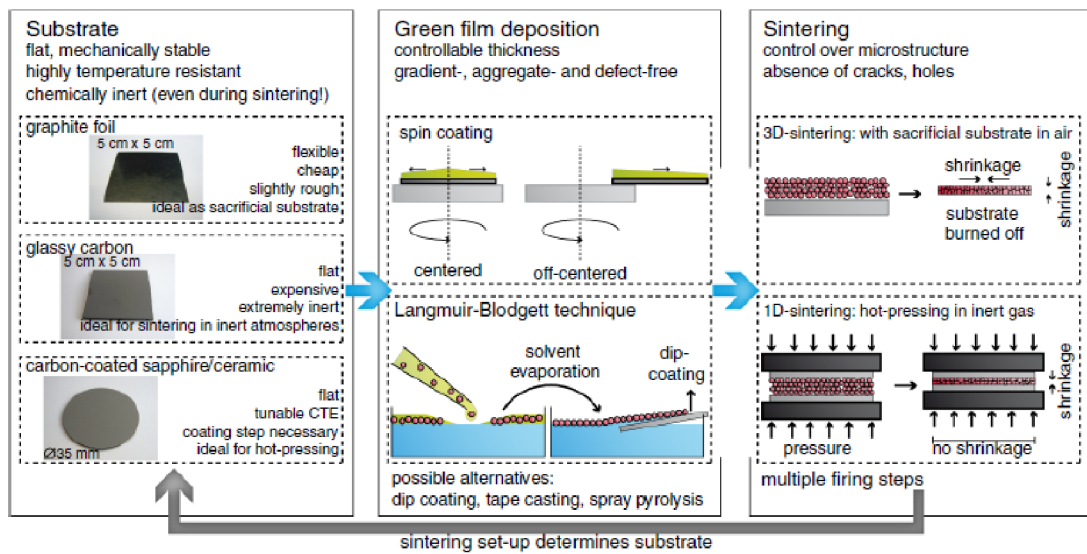 Substrate
flat, mechanically stable
highly temperature resistant
chemically inert (even during sintering!)
graphite foil
5 cm x 5 cm
flexible
cheap
slightly rough
ideal as sacrificial substrate
glassy carbon
5 cm x 5 cm
flat
expensive
extremely inert
ideal for sintering in inert atmospheres
carbon-coated sapphire/ceramic
flat
tunable CTE
coating step necessary
ideal for hot-pressing
Ø35 mm
Green film deposition
controllable thickness
gradient-, aggregate- and defect-free
spin coating
centered
off-centered
Langmuir-Blodgett technique
solvent
evaporation
dip-
coating
possible alternatives:
dip coating, tape casting, spray pyrolysis
Sintering
control over microstructure
absence of cracks, holes
3D-sintering: with sacrificial substrate in air
shrinkage
shrinkage
substrate
burned off
1D-sintering: hot-pressing in inert gas
shrinkage
pressure
no shrinkage
multiple firing steps
sintering set-up determines substrate